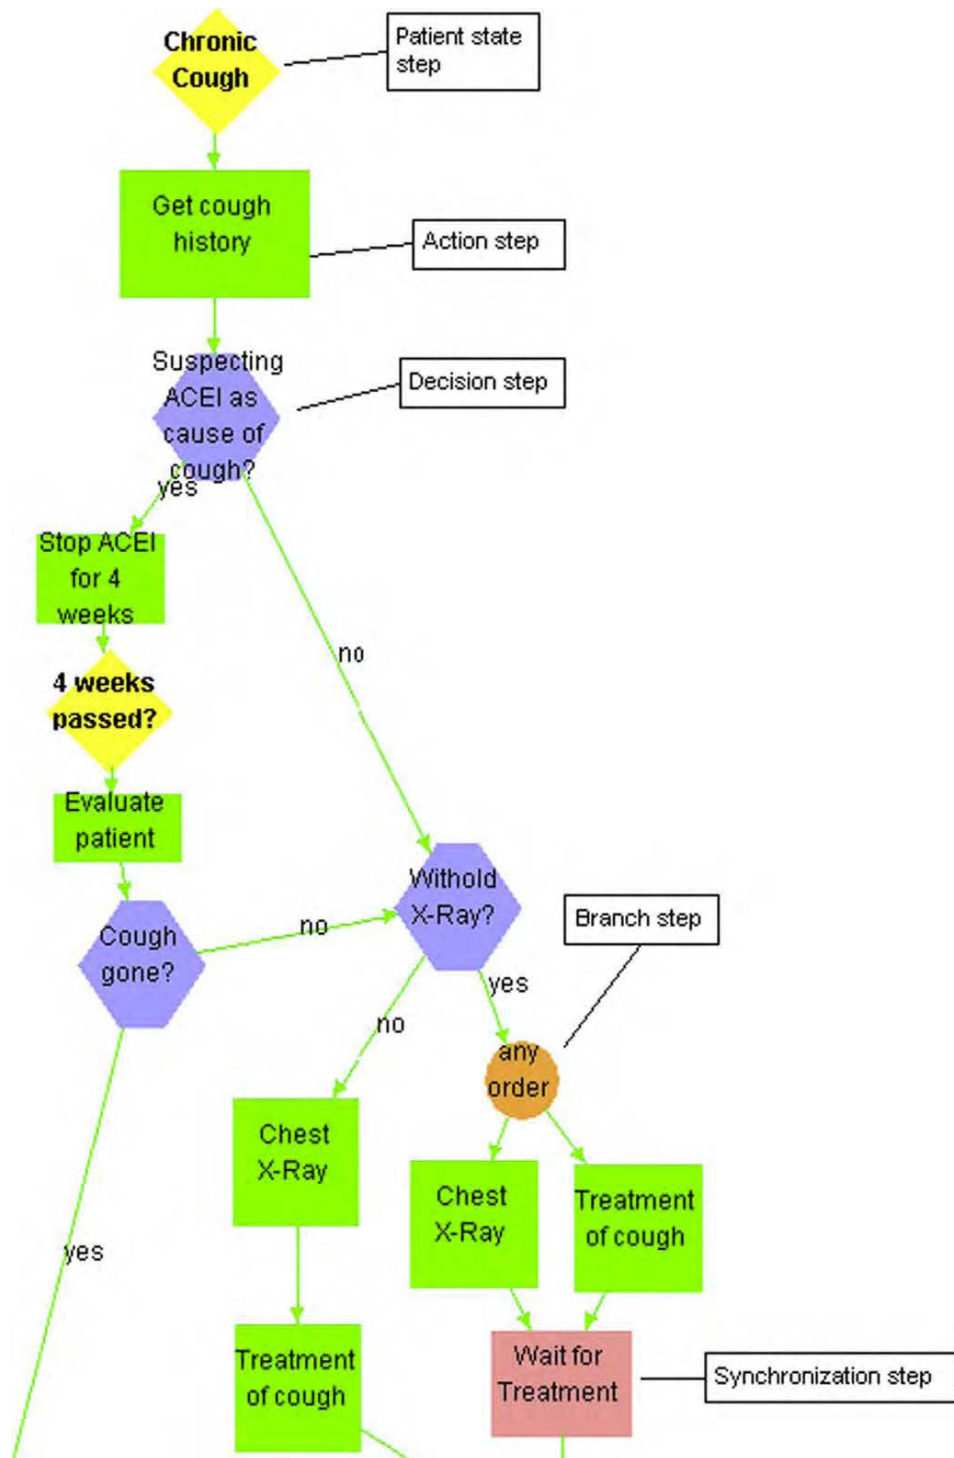 Chronic
Cough
Patient state
step
Get cough
history
Action step
Suspecting
ACEI as
cause of
cough?
Decision step
yes
Stop ACEI
for 4
weeks
no
4 weeks
passed?
Evaluate
patient
Withold
X-Ray?
Cough
gone?
no
Branch step
yes
no
any
order
Chest
X-Ray
Chest
X-Ray
Treatment
of cough
yes
Treatment
of cough
Wait for
Treatment
Synchronization step